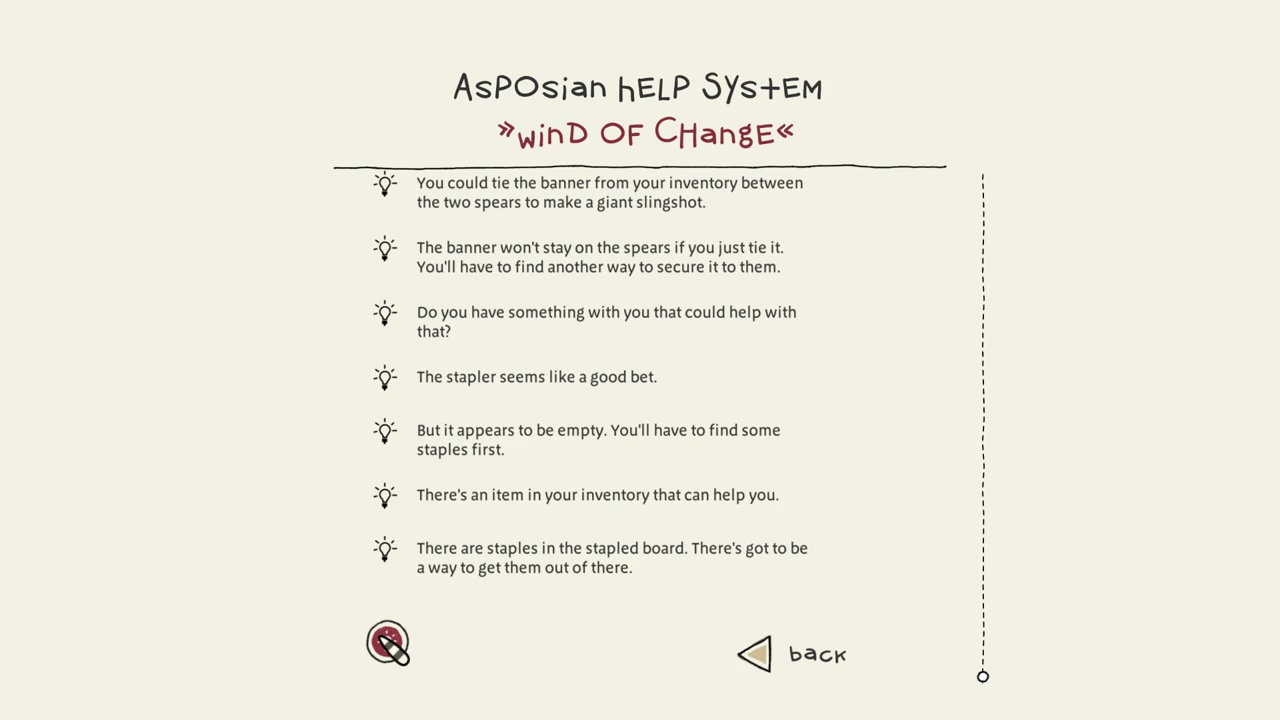 AsPOsian hELP SYstEM
»winD OF CHangE«
You could tie the banner from your inventory between
the two spears to make a giant slingshot.
The banner won't stay on the spears if you just tie it.
You'll have to find another way to secure it to them.
Do you have something with you that could help with
that?
The stapler seems like a good bet.
But it appears to be empty. You'll have to find some
staples first.
There's an item in your inventory that can help you.
There are staples in the stapled board. There's got to be
a way to get them out of there.
back